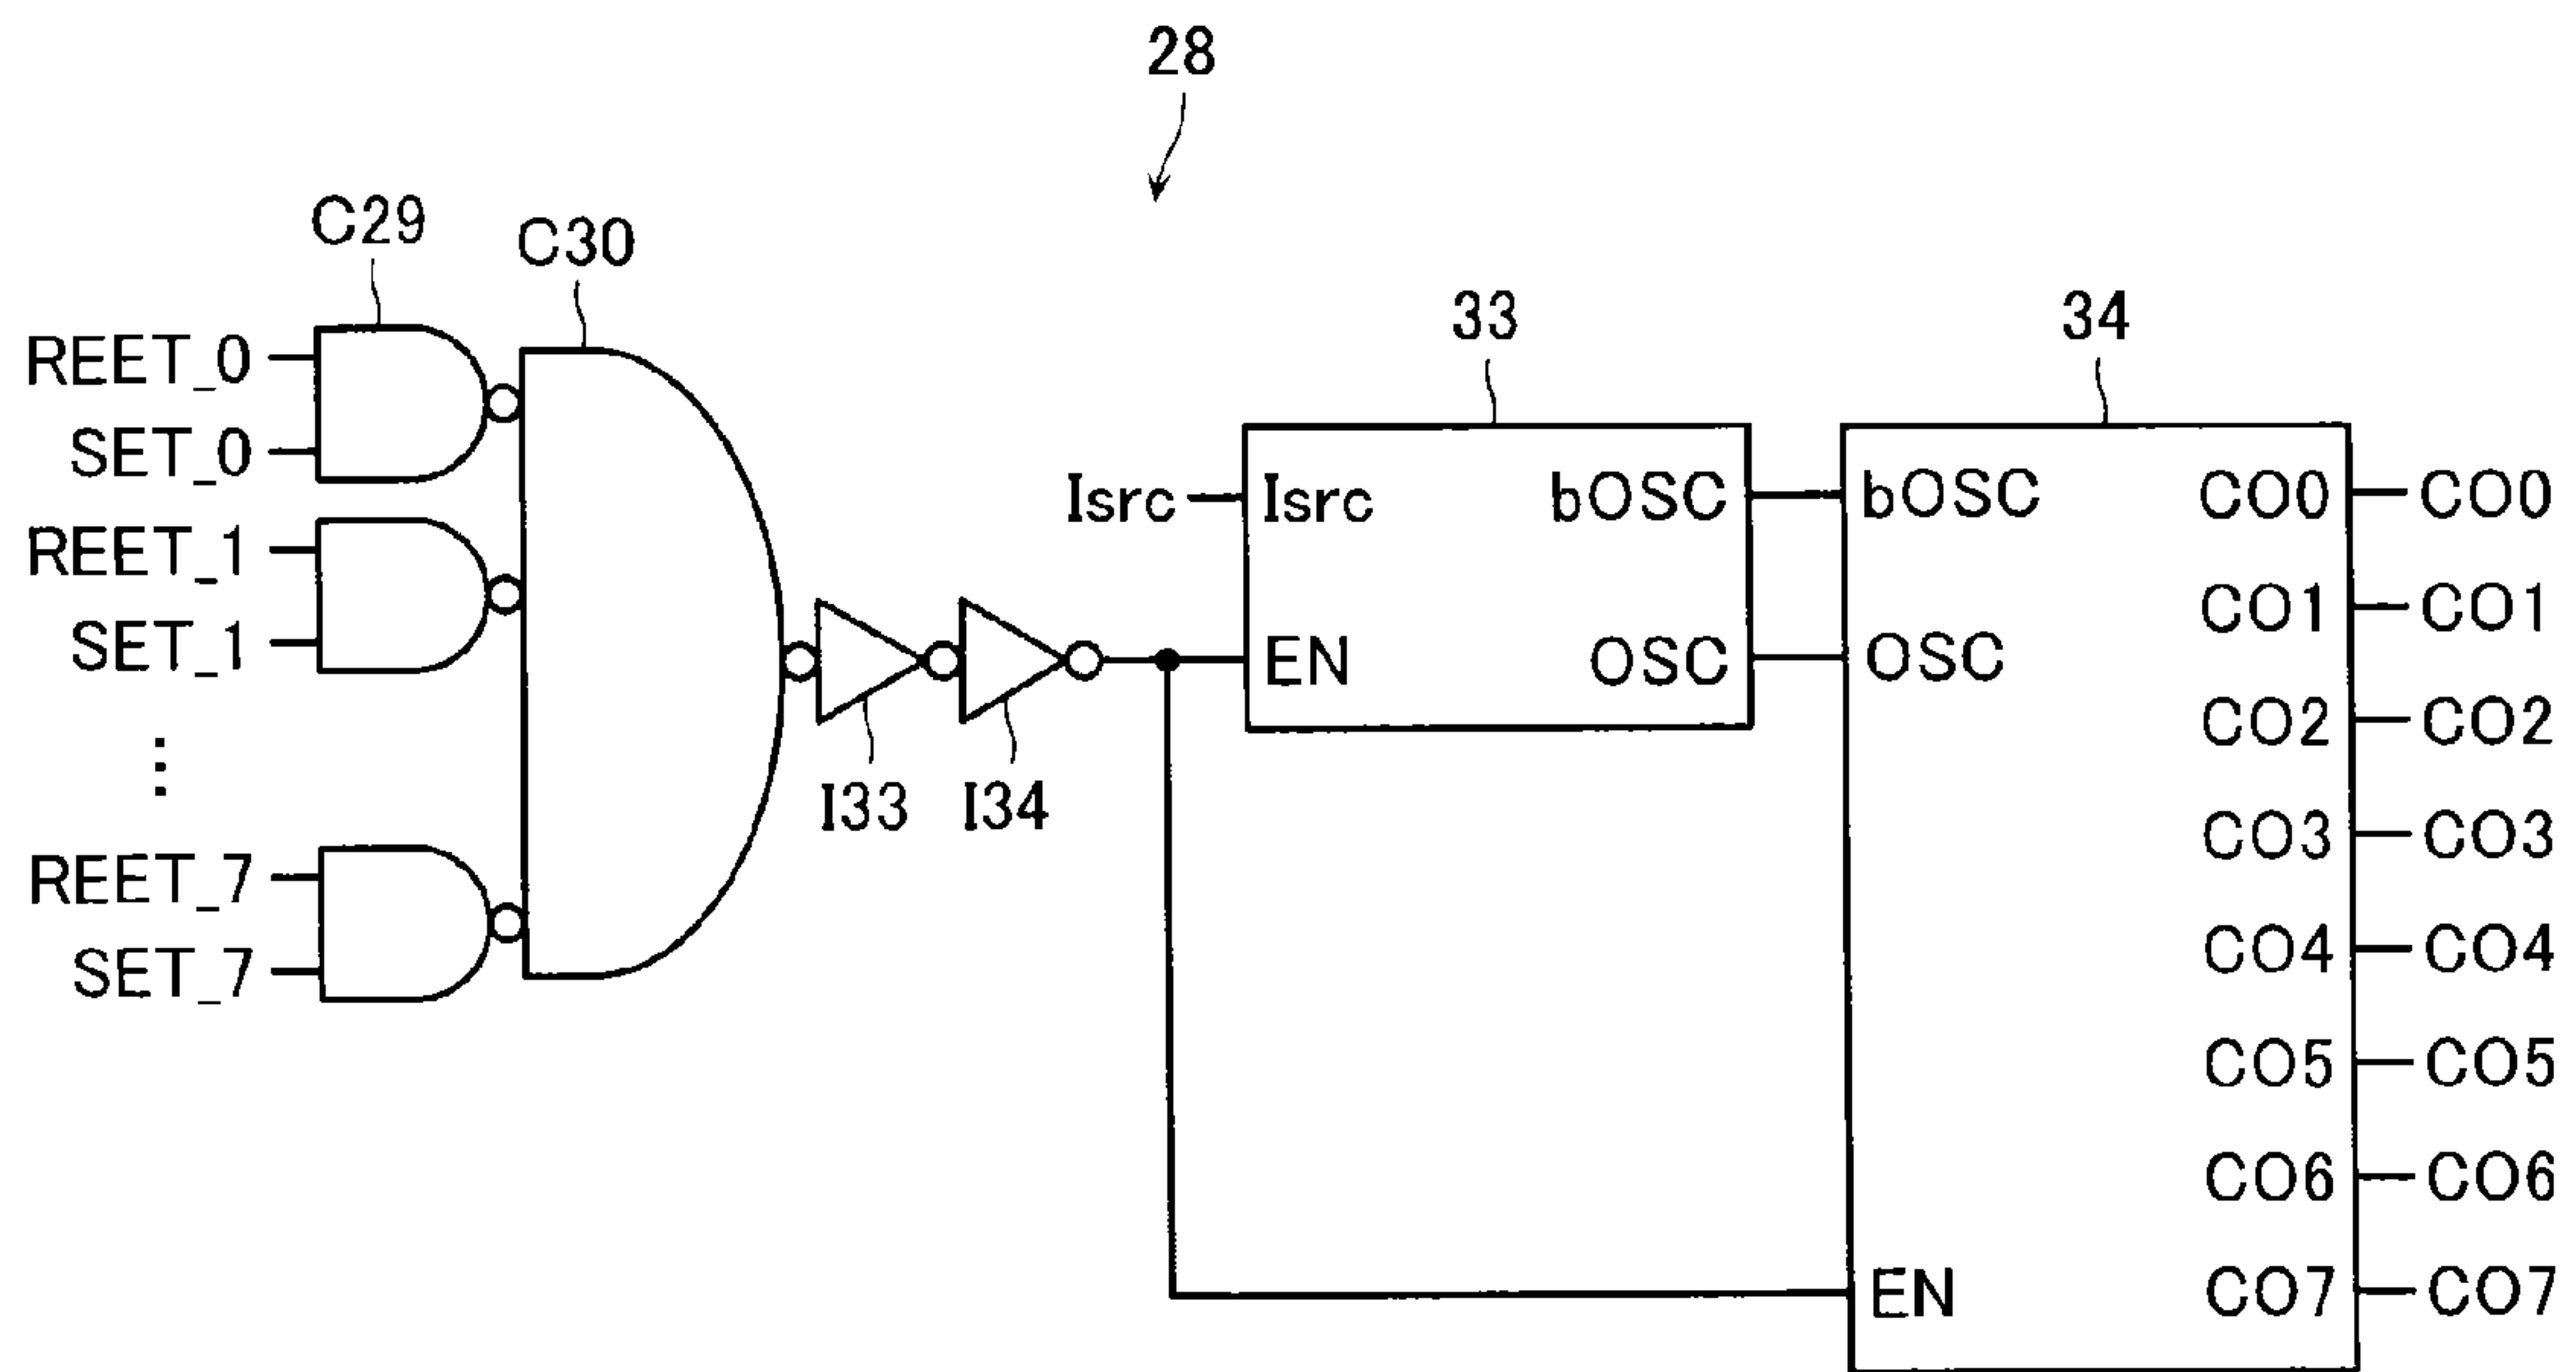 28
C29
C30
33
34
REET_0
SET_0
REET_1
SET_1
⋮
REET_7
SET_7
I33
I34
Isrc
Isrc
bOSC
EN
OSC
bOSC
OSC
EN
CO0
CO0
CO1
CO1
CO2
CO2
CO3
CO3
CO4
CO4
CO5
CO5
CO6
CO6
CO7
CO7